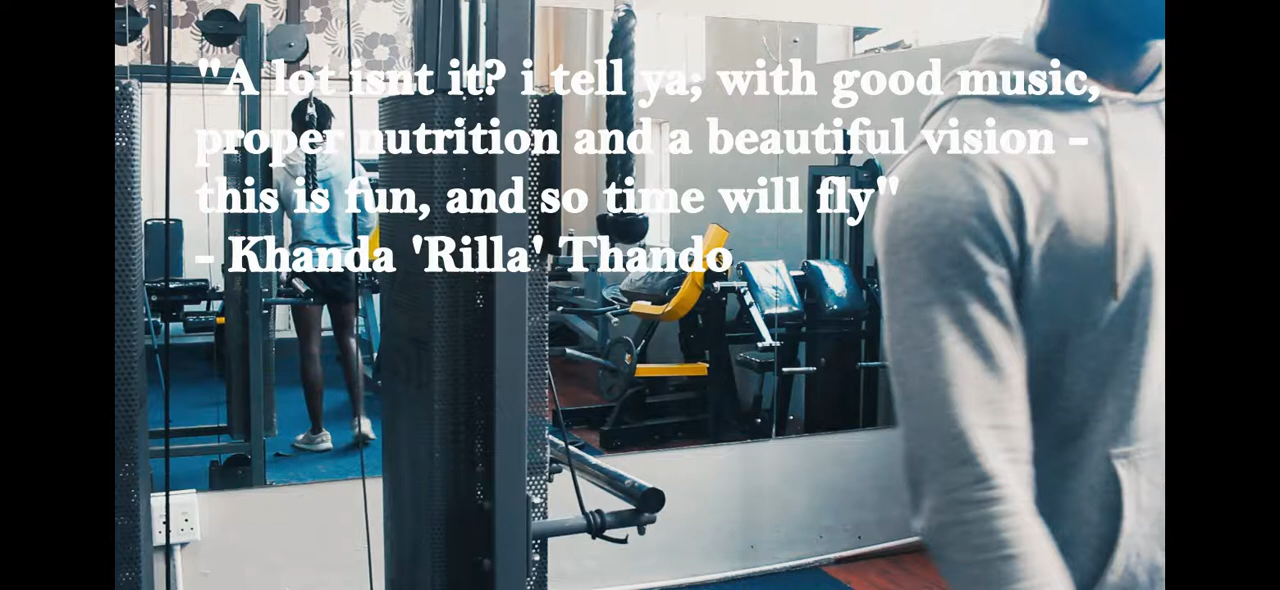 "A lot isnt it? i tell ya; with good music,
proper nutrition and a beautiful vision -
this is fun, and so time will fly"
- Khanda 'Rilla' Thando